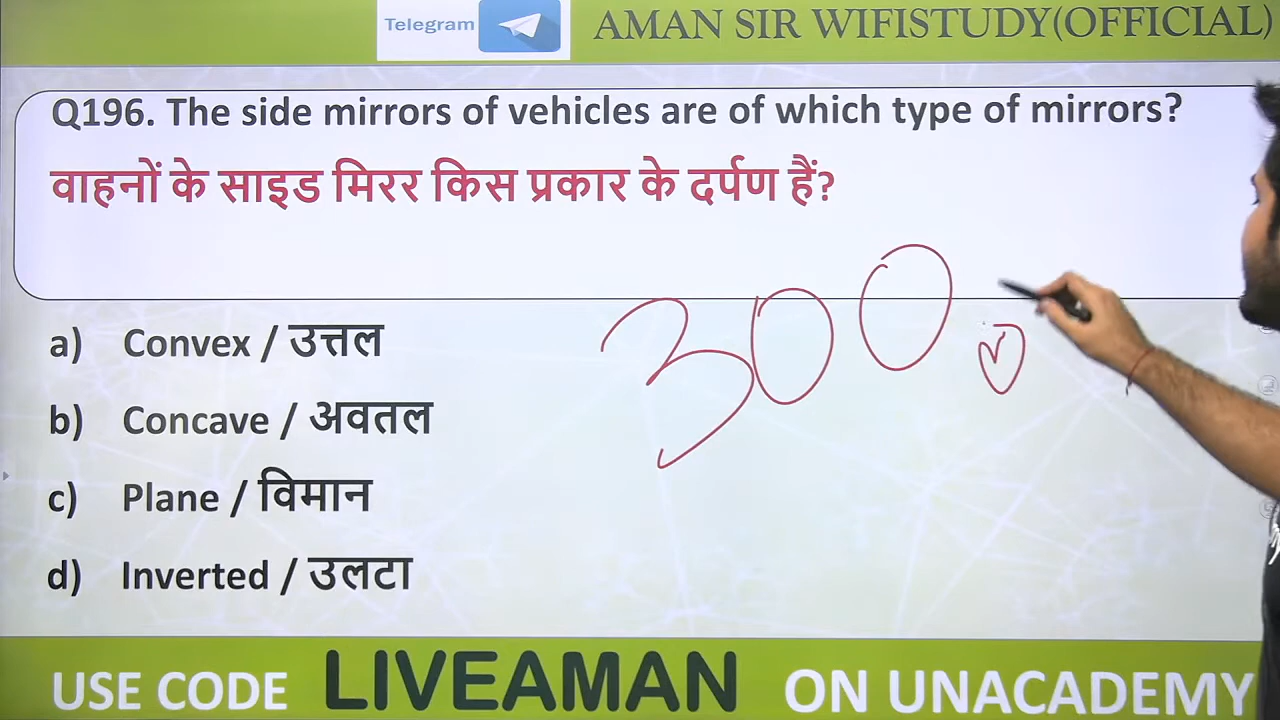 Telegram
AMAN SIR WIFISTUDY(OFFICIAL)
Q196. The side mirrors of vehicles are of which type of mirrors?
वाहनों के साइड मिरर किस प्रकार के दर्पण हैं?
300
a) Convex / उत्तल
b) Concave / अवतल
c) Plane / विमान
d) Inverted / उलटा
USE CODE LIVEAMAN ON UNACADEMY